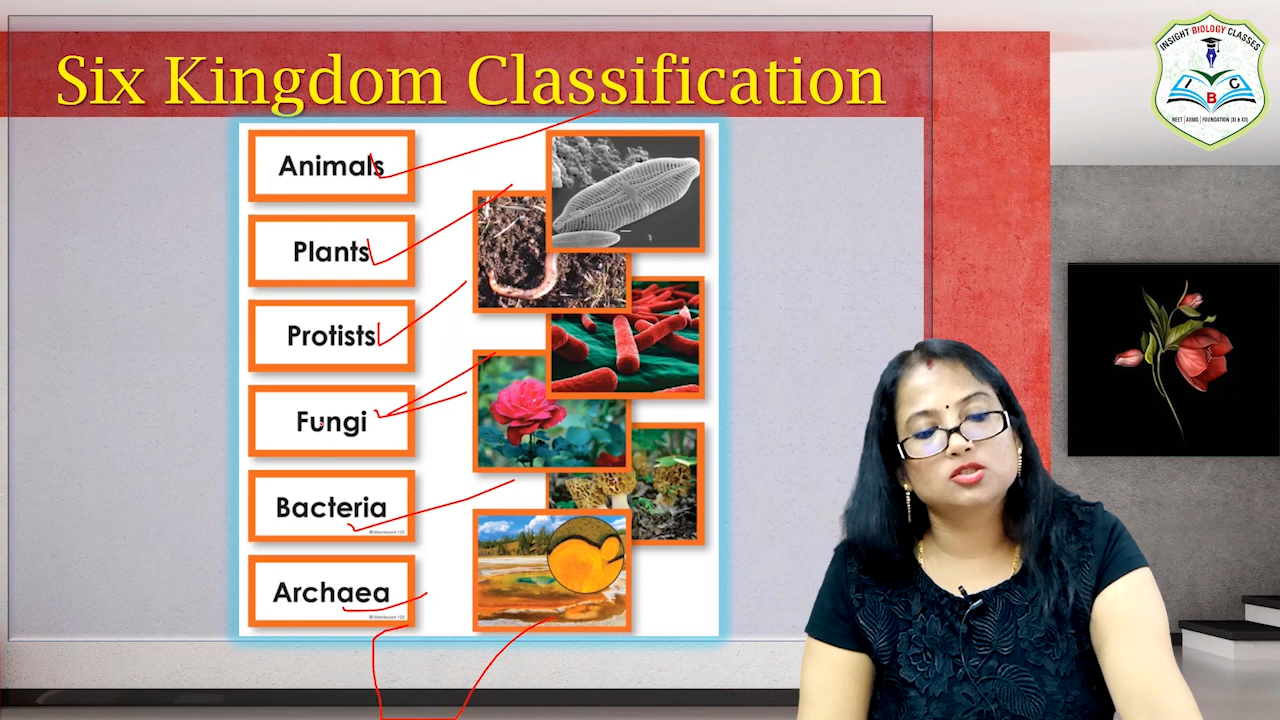 Six Kingdom Classification
Animals
Plants
Protists
Fungi
Bacteria
Archaea
INSIGHT BIOLOGY CLASSES
I B C
NEET | AIIMS | FOUNDATION (XI & XII)